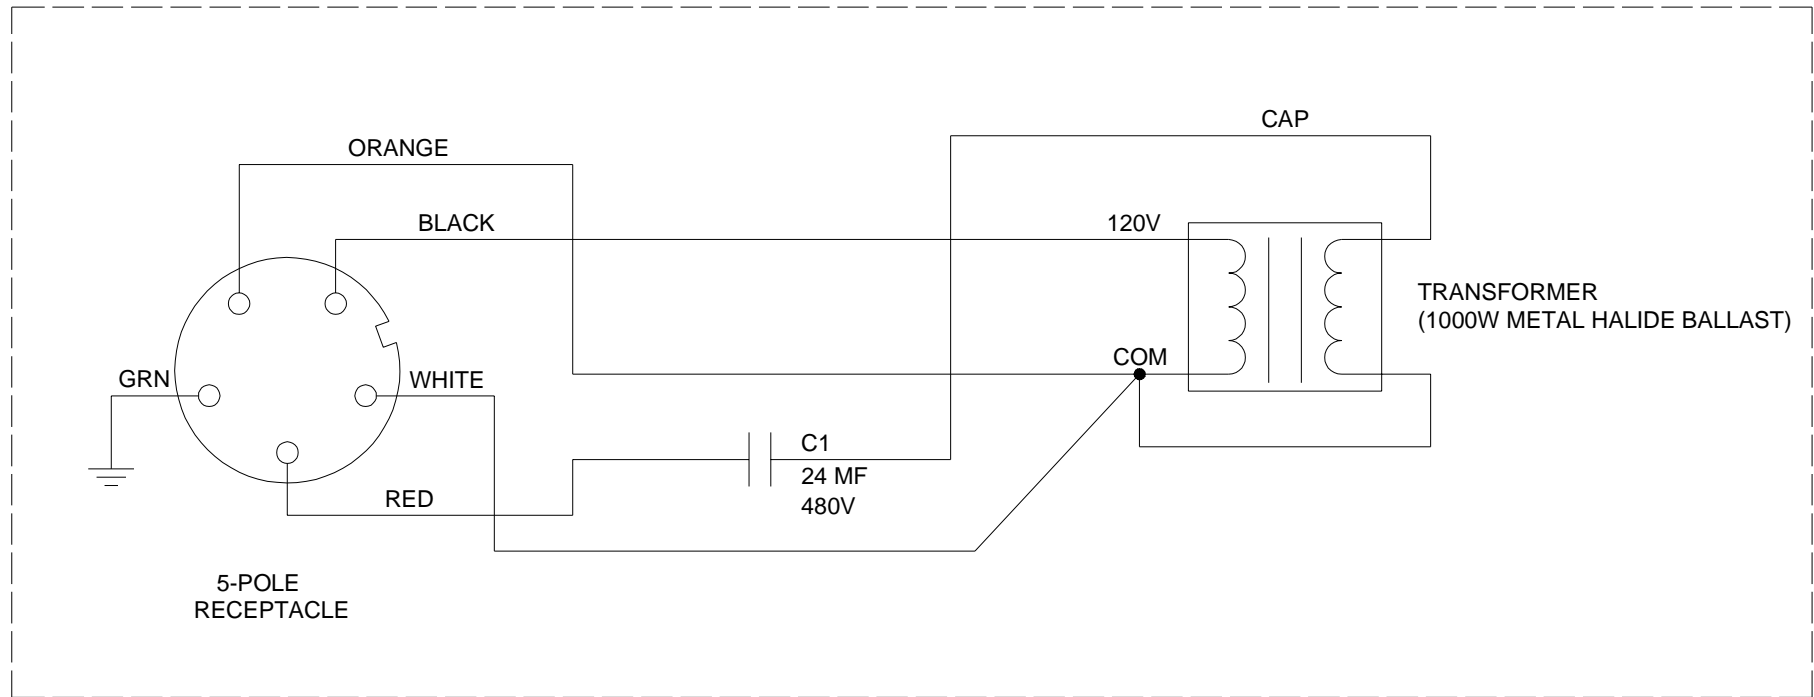 CAP
ORANGE
BLACK
120V
TRANSFORMER
(1000W METAL HALIDE BALLAST)
COM
GRN
WHITE
C1
24 MF
480V
RED
5-POLE
RECEPTACLE